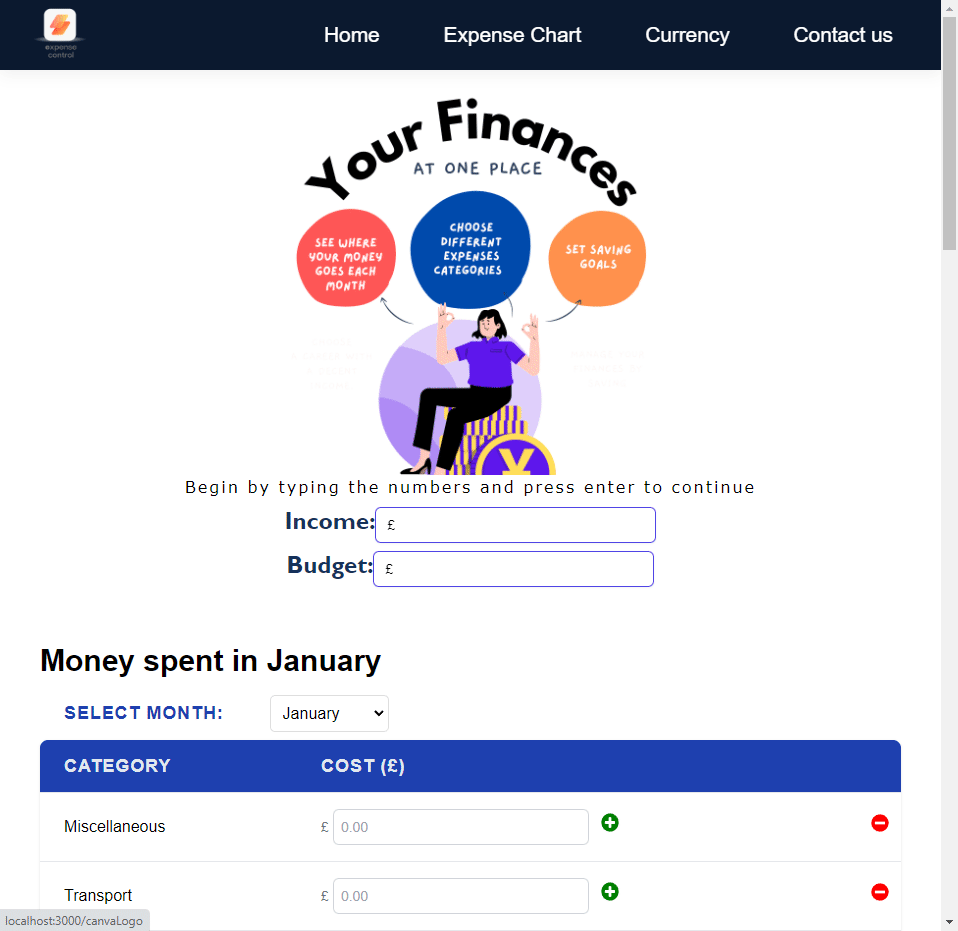 expense
control
Home
Expense Chart
Currency
Contact us
Your Finances
AT ONE PLACE
SEE WHERE
YOUR MONEY
GOES EACH
MONTH
CHOOSE
DIFFERENT
EXPENSES
CATEGORIES
SET SAVING
GOALS
Begin by typing the numbers and press enter to continue
Income: £
Budget: £
Money spent in January
SELECT MONTH: January
CATEGORY COST (£)
Miscellaneous £ 0.00
Transport £ 0.00
localhost:3000/canvaLogo